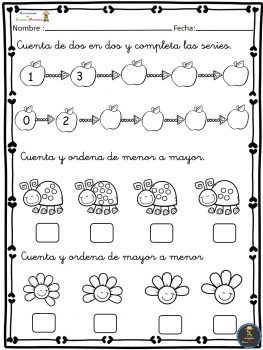 Nombre : Fecha:
Cuenta de dos en dos y completa las series.
1 3
0 2
Cuenta y ordena de menor a mayor.
Cuenta y ordena de mayor a menor